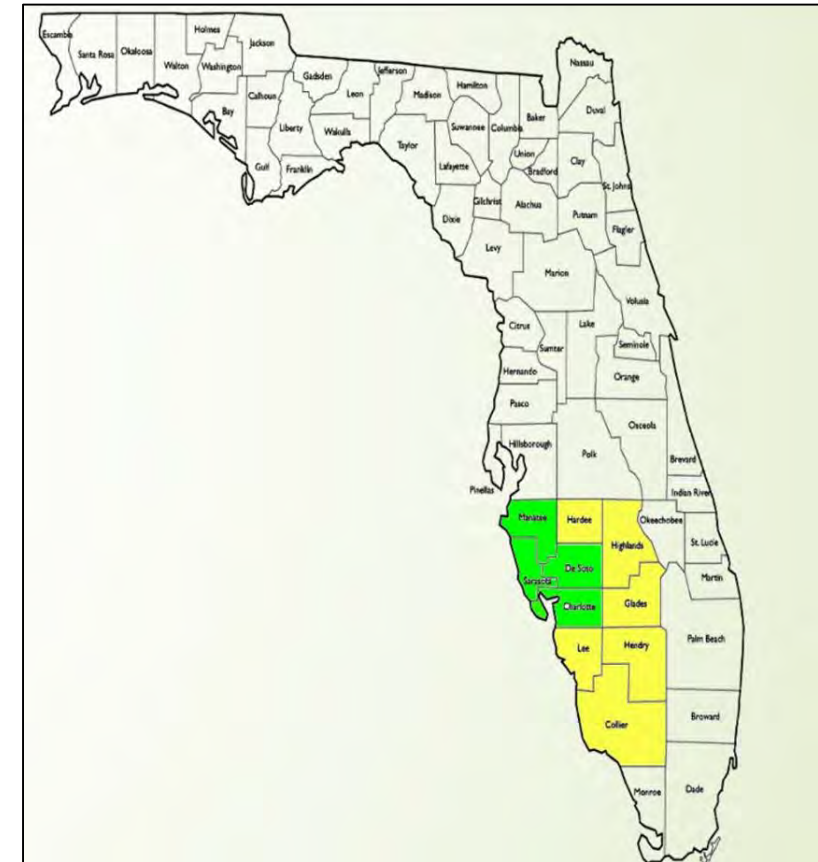 Escambia
Santa Rosa
Okaloosa
Walton
Holmes
Washington
Jackson
Bay
Calhoun
Gulf
Liberty
Franklin
Gadsden
Leon
Wakulla
Jefferson
Madison
Taylor
Hamilton
Suwannee
Lafayette
Columbia
Baker
Nassau
Duval
Union
Bradford
Clay
St. Johns
Dixie
Gilchrist
Alachua
Putnam
Flagler
Levy
Marion
Volusia
Citrus
Sumter
Lake
Seminole
Hernando
Orange
Pasco
Osceola
Hillsborough
Polk
Brevard
Pinellas
Indian River
Manatee
Hardee
Okeechobee
Highlands
St. Lucie
De Soto
Sarasota
Martin
Charlotte
Glades
Lee
Hendry
Palm Beach
Collier
Broward
Monroe
Dade